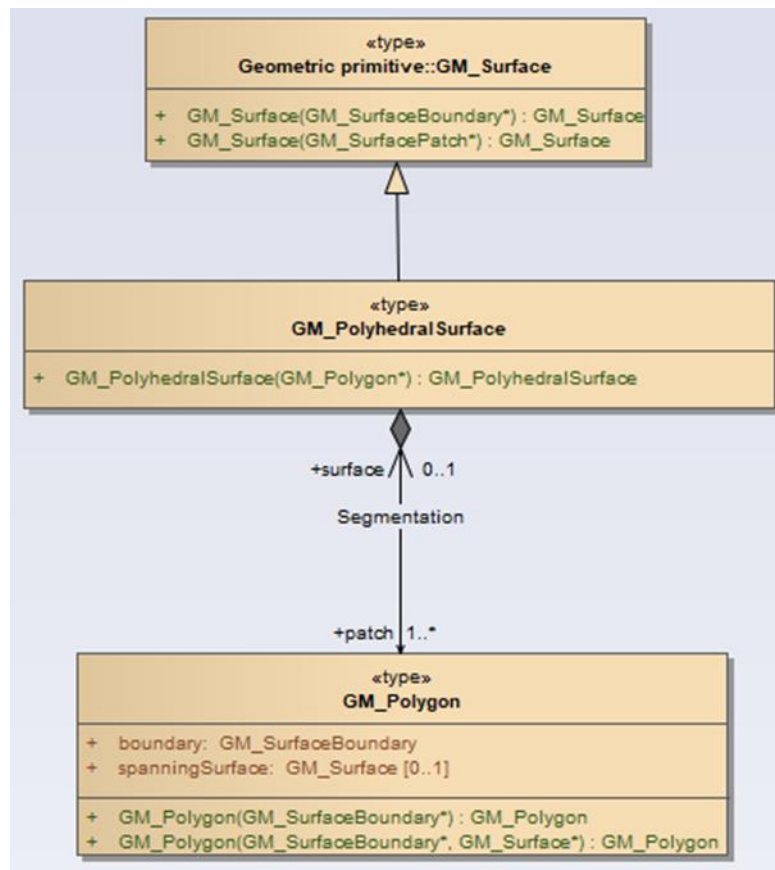 «type»
Geometric primitive::GM_Surface
+ GM_Surface(GM_SurfaceBoundary*) : GM_Surface
+ GM_Surface(GM_SurfacePatch*) : GM_Surface
«type»
GM_PolyhedralSurface
+ GM_PolyhedralSurface(GM_Polygon*) : GM_PolyhedralSurface
+surface 0..1
Segmentation
+patch 1..*
«type»
GM_Polygon
+ boundary: GM_SurfaceBoundary
+ spanningSurface: GM_Surface [0..1]
+ GM_Polygon(GM_SurfaceBoundary*) : GM_Polygon
+ GM_Polygon(GM_SurfaceBoundary*, GM_Surface*) : GM_Polygon